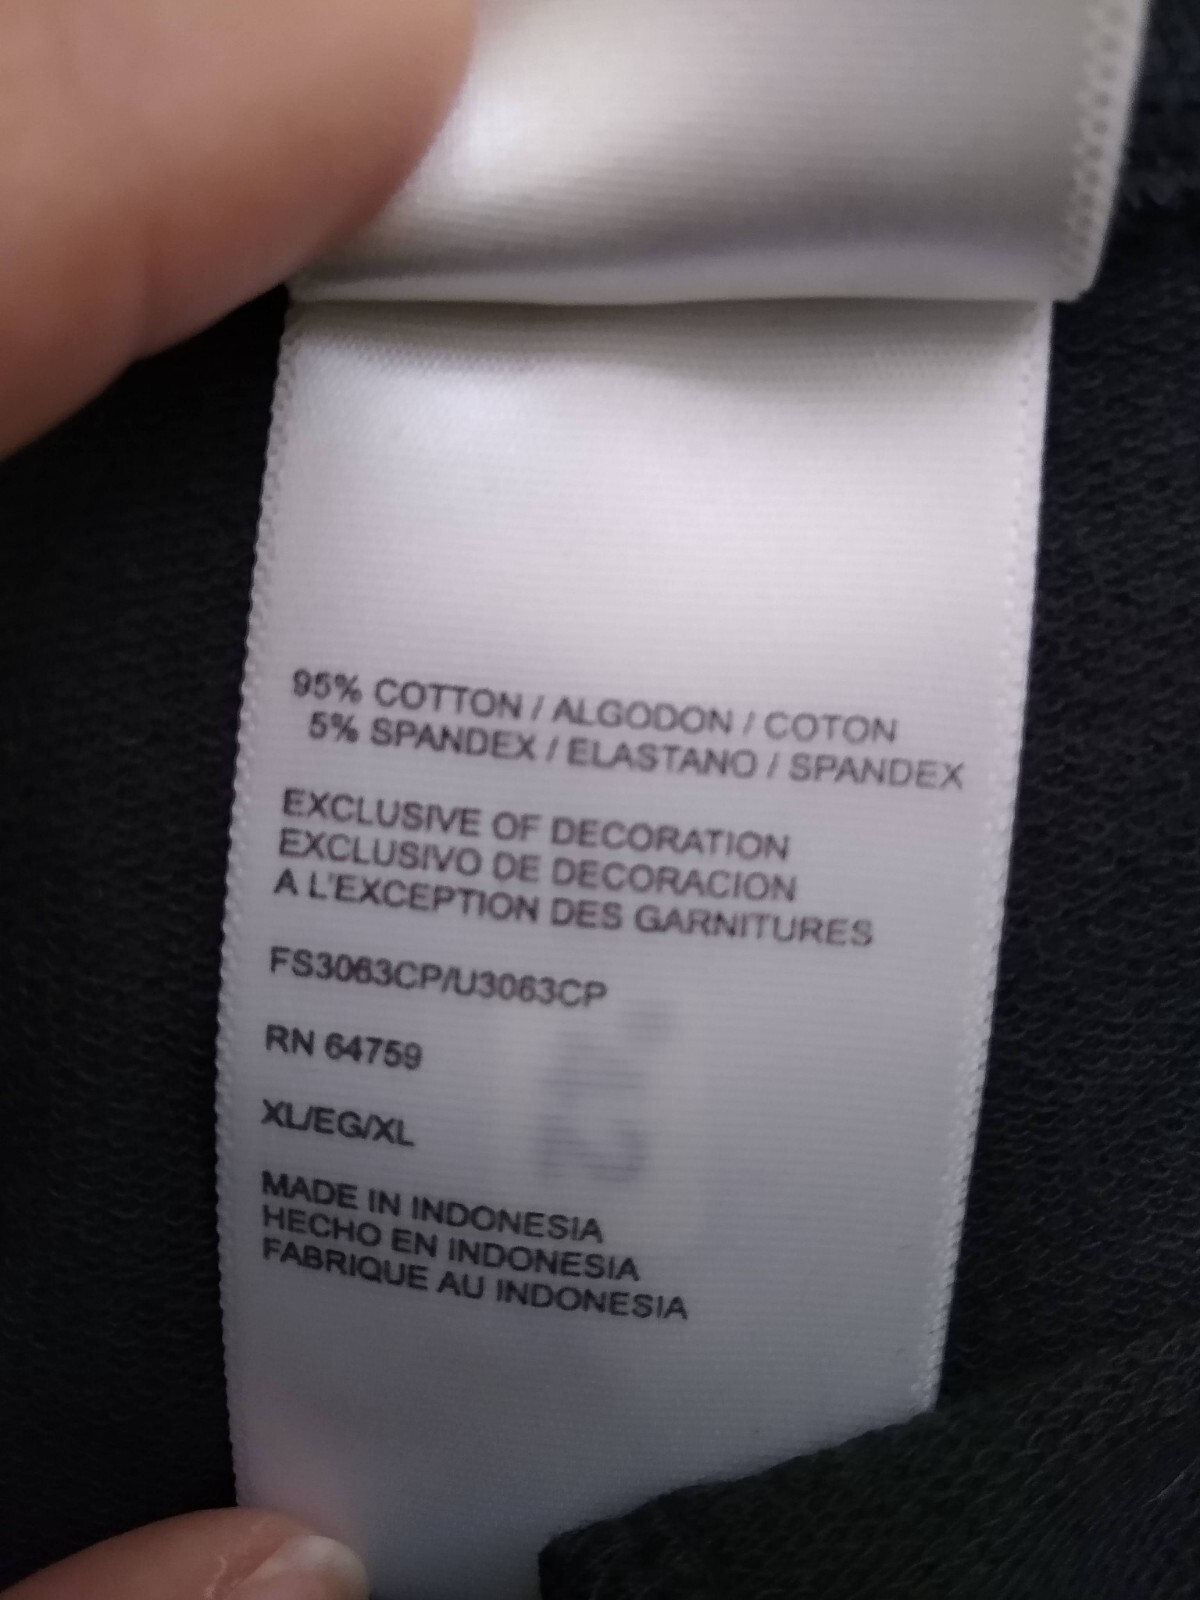 95% COTTON / ALGODON / COTON
5% SPANDEX / ELASTANO / SPANDEX
EXCLUSIVE OF DECORATION
EXCLUSIVO DE DECORACION
A L'EXCEPTION DES GARNITURES
FS3063CP/U3063CP
RN 64759
XL/EG/XL
MADE IN INDONESIA
HECHO EN INDONESIA
FABRIQUE AU INDONESIA